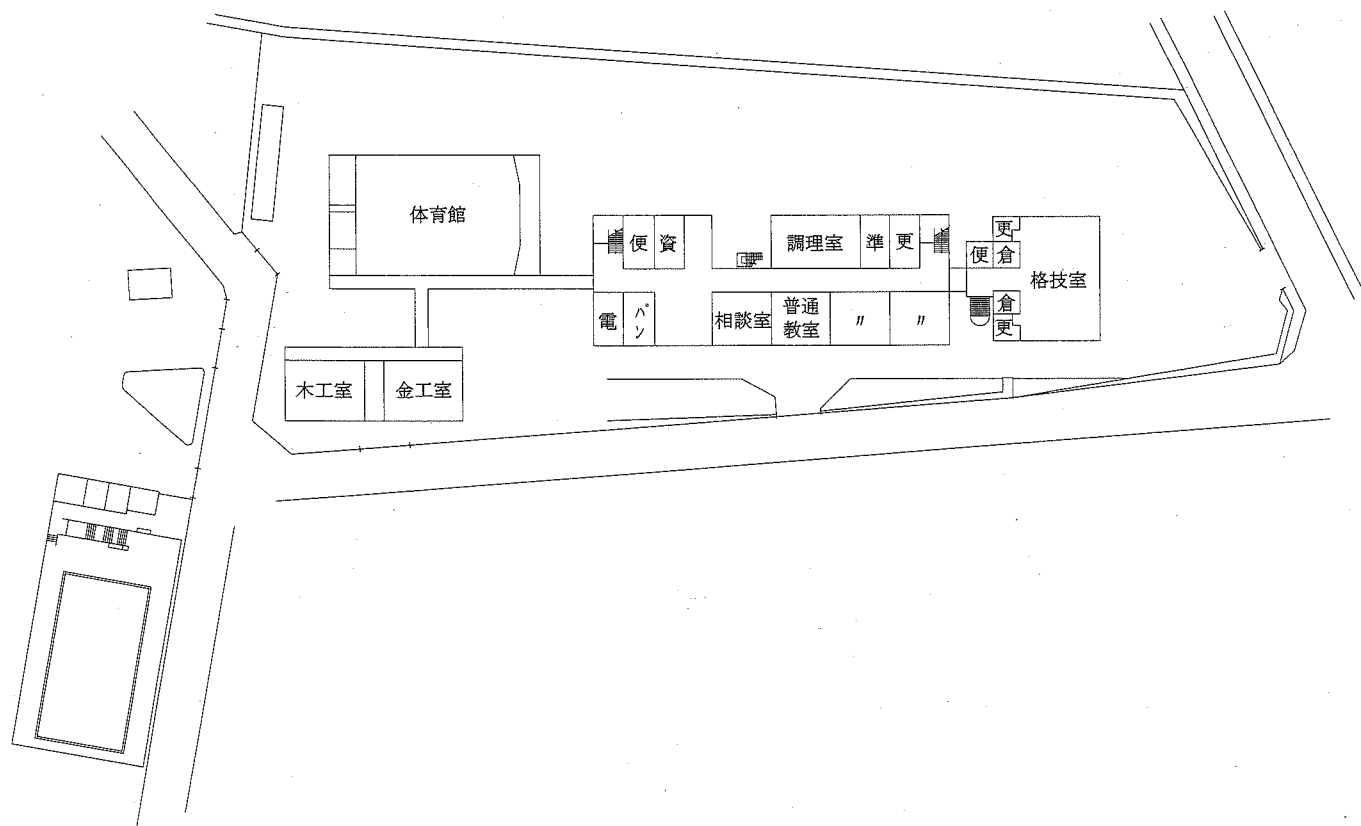 体育館
便
資
調理室
準
更
更
便
倉
格技室
電
パン
相談室
普通
教室
〃
〃
倉
更
木工室
金工室